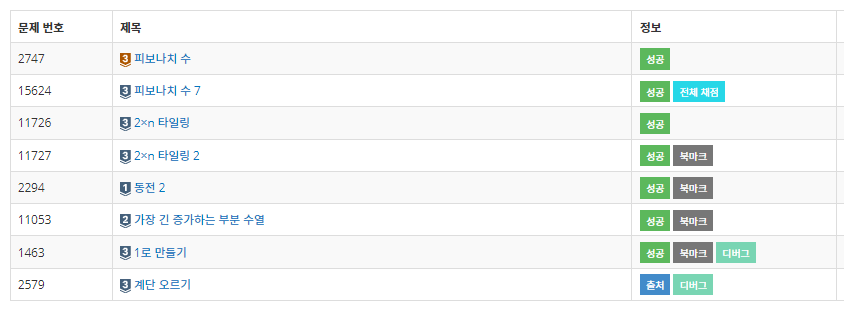 문제 번호 제목 정보
2747 3 피보나치 수 성공
15624 3 피보나치 수 7 성공 전체 채점
11726 3 2×n 타일링 성공
11727 3 2×n 타일링 2 성공 북마크
2294 1 동전 2 성공 북마크
11053 2 가장 긴 증가하는 부분 수열 성공 북마크
1463 3 1로 만들기 성공 북마크 디버그
2579 3 계단 오르기 출처 디버그